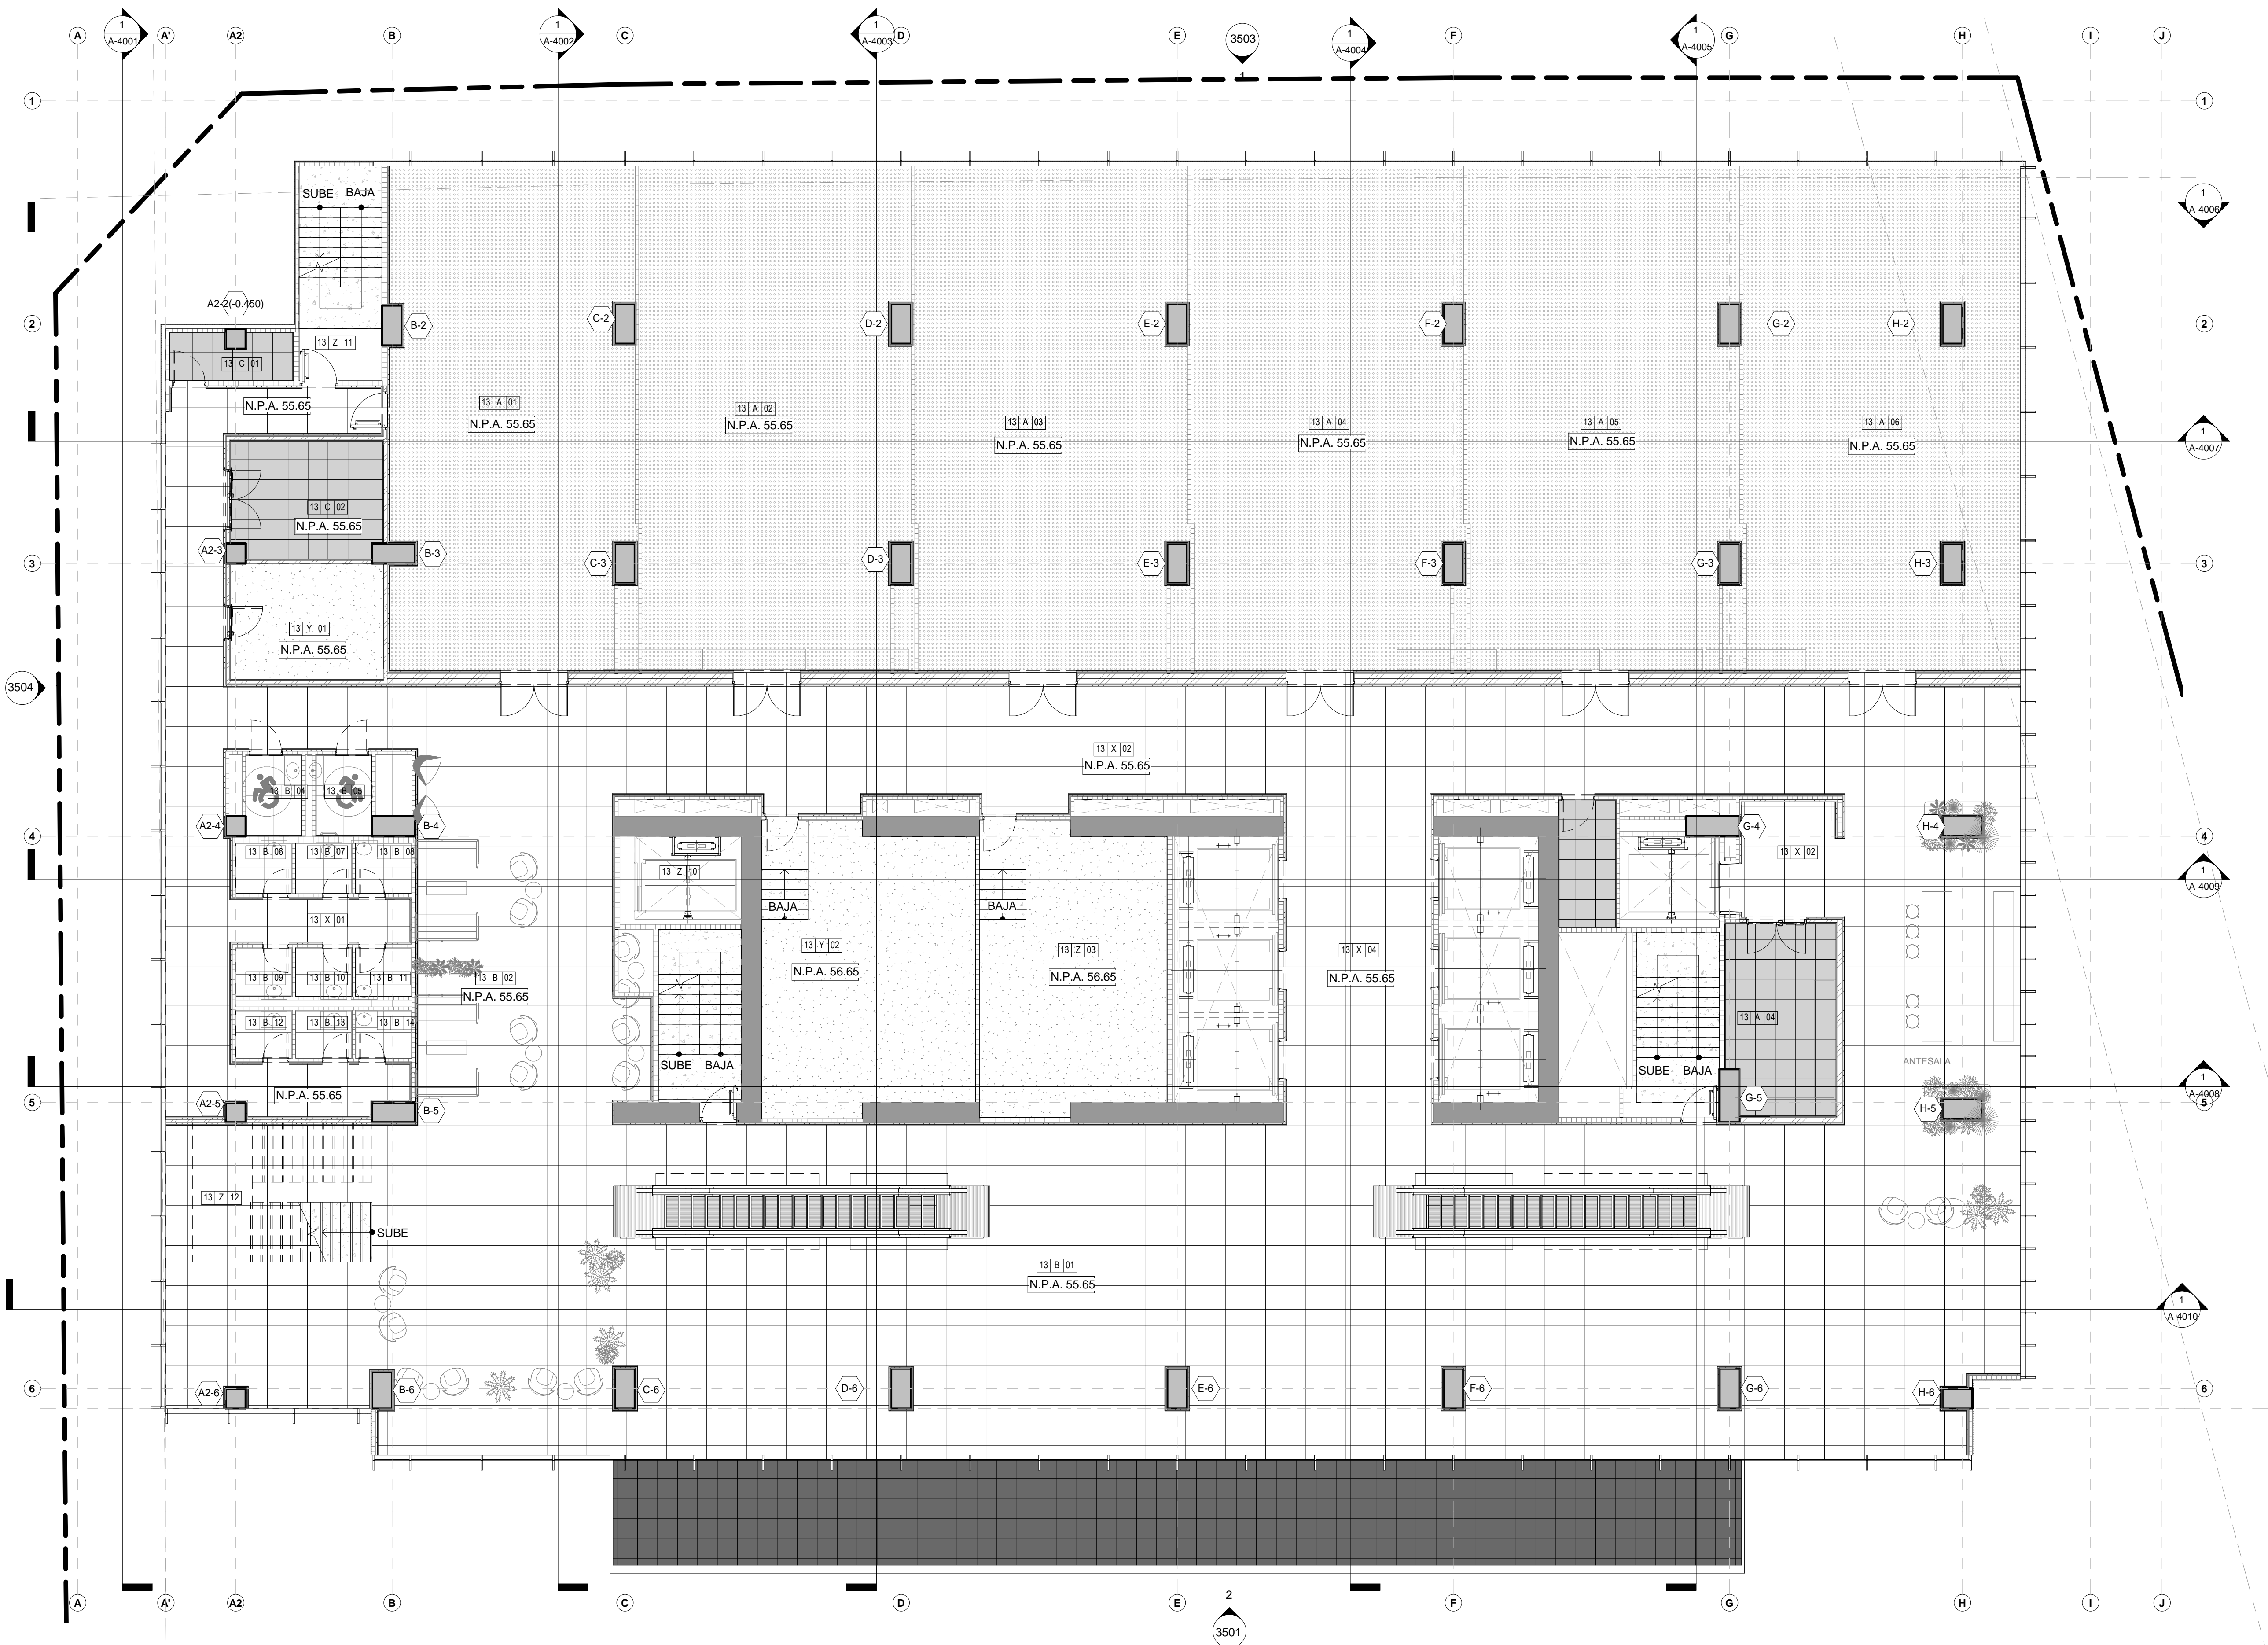 1
A-4001
1
A-4002
1
A-4003
3503
1
1
A-4004
1
A-4005
A
A'
A2
B
C
D
E
F
G
H
I
J
1
1
1
A-4006
SUBE
BAJA
A2-2(-0.450)
2
B-2
C-2
D-2
E-2
F-2
G-2
H-2
2
13 Z 11
13 C 01
N.P.A. 55.65
13 A 01
N.P.A. 55.65
13 A 02
N.P.A. 55.65
13 A 03
N.P.A. 55.65
13 A 04
N.P.A. 55.65
13 A 05
N.P.A. 55.65
13 A 06
N.P.A. 55.65
1
A-4007
13 C 02
N.P.A. 55.65
3
A2-3
B-3
C-3
D-3
E-3
F-3
G-3
H-3
3
13 Y 01
N.P.A. 55.65
3504
13 X 02
N.P.A. 55.65
13 B 04
13 B 05
4
A2-4
B-4
G-4
H-4
4
13 B 06
13 B 07
13 B 08
13 X 02
13 Z 10
1
A-4009
BAJA
BAJA
13 X 01
13 Y 02
N.P.A. 56.65
13 Z 03
N.P.A. 56.65
13 X 04
N.P.A. 55.65
13 B 09
13 B 10
13 B 11
13 B 02
N.P.A. 55.65
13 B 12
13 B 13
13 B 14
13 A 04
SUBE
BAJA
SUBE
BAJA
ANTESALA
1
A-4008
N.P.A. 55.65
5
A2-5
B-5
G-5
H-5
5
13 Z 12
SUBE
13 B 01
N.P.A. 55.65
1
A-4010
6
A2-6
B-6
C-6
D-6
E-6
F-6
G-6
H-6
6
A
A'
A2
B
C
D
E
F
G
H
I
J
2
3501